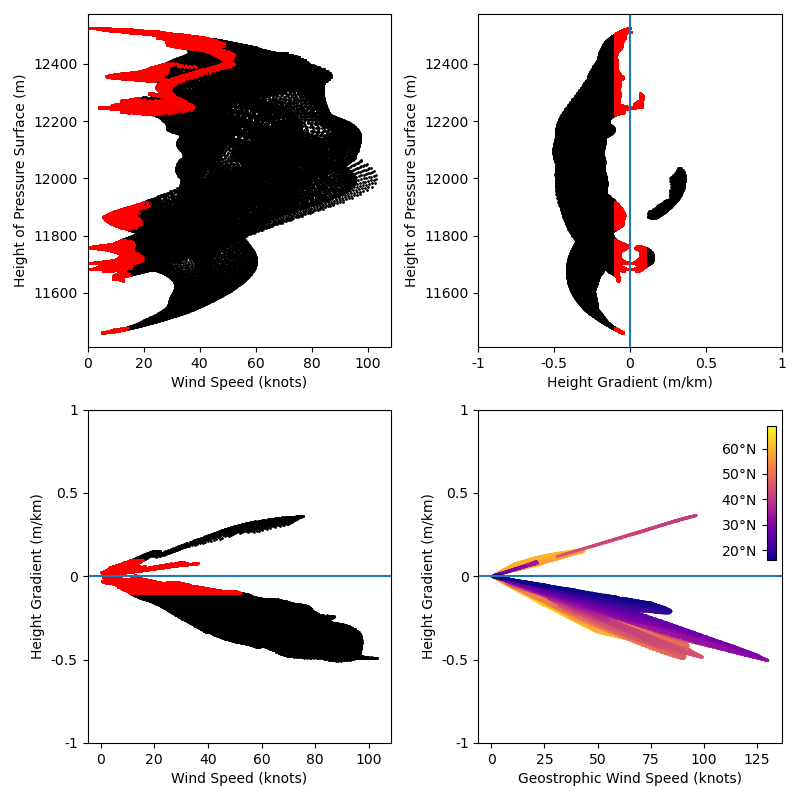 12400
12200
12000
11800
11600
Height of Pressure Surface (m)
0 20 40 60 80 100
Wind Speed (knots)
12400
12200
12000
11800
11600
Height of Pressure Surface (m)
-1 -0.5 0 0.5 1
Height Gradient (m/km)
1
0.5
0
-0.5
-1
Height Gradient (m/km)
0 20 40 60 80 100
Wind Speed (knots)
1
0.5
0
-0.5
-1
Height Gradient (m/km)
60°N
50°N
40°N
30°N
20°N
0 25 50 75 100 125
Geostrophic Wind Speed (knots)